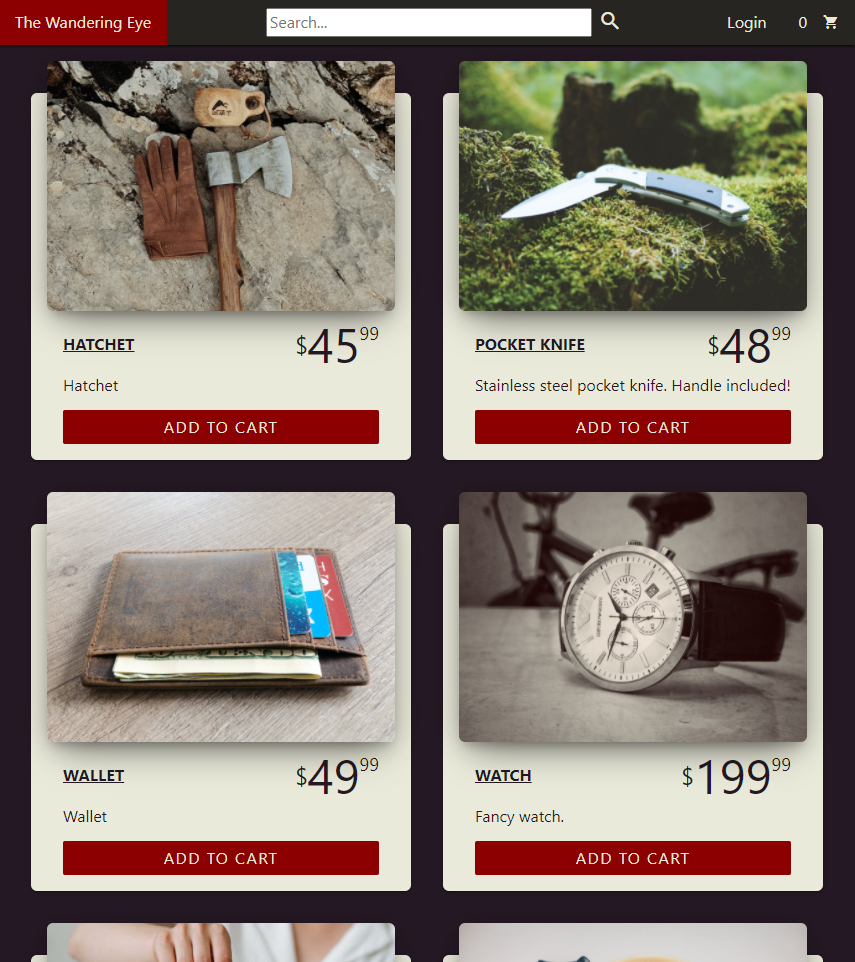 The Wandering Eye
Search...
Login 0
HATCHET $45 99
Hatchet
ADD TO CART
POCKET KNIFE $48 99
Stainless steel pocket knife. Handle included!
ADD TO CART
WALLET $49 99
Wallet
ADD TO CART
WATCH $199 99
Fancy watch.
ADD TO CART